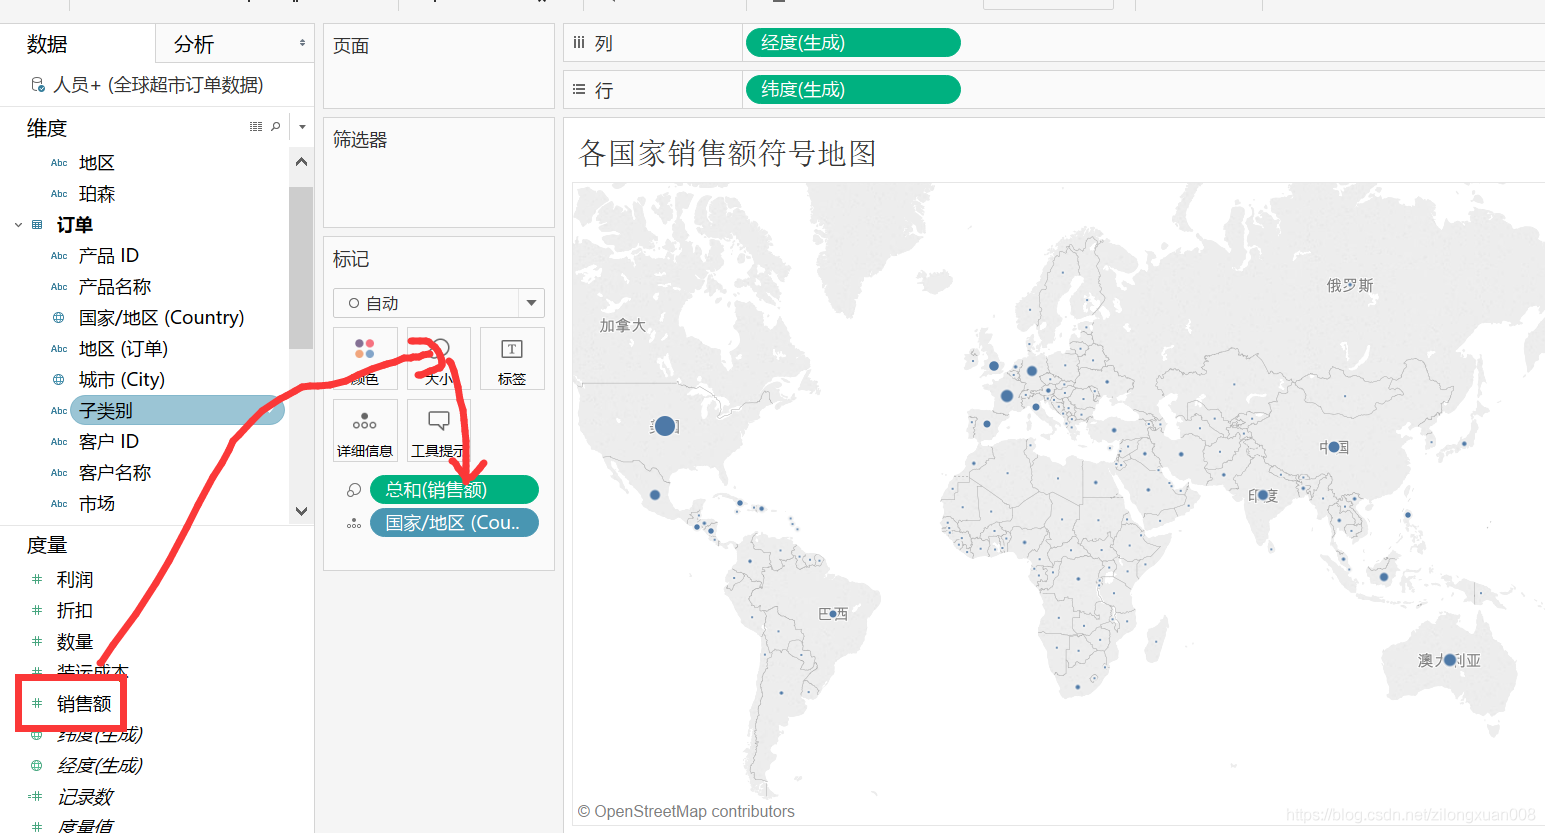 数据
分析
人员+ (全球超市订单数据)
维度
Abc 地区
Abc 珀森
订单
Abc 产品 ID
Abc 产品名称
国家/地区 (Country)
Abc 地区 (订单)
城市 (City)
Abc 子类别
Abc 客户 ID
Abc 客户名称
Abc 市场
度量
利润
折扣
数量
装运成本
销售额
纬度(生成)
经度(生成)
记录数
度量值
页面
筛选器
标记
自动
颜色
大小
T
标签
详细信息
工具提示
总和(销售额)
国家/地区 (Cou..
列
经度(生成)
行
纬度(生成)
各国家销售额符号地图
俄罗斯
加拿大
美国
中国
印度
巴西
澳大利亚
© OpenStreetMap contributors
https://blog.csdn.net/zilongxuan008